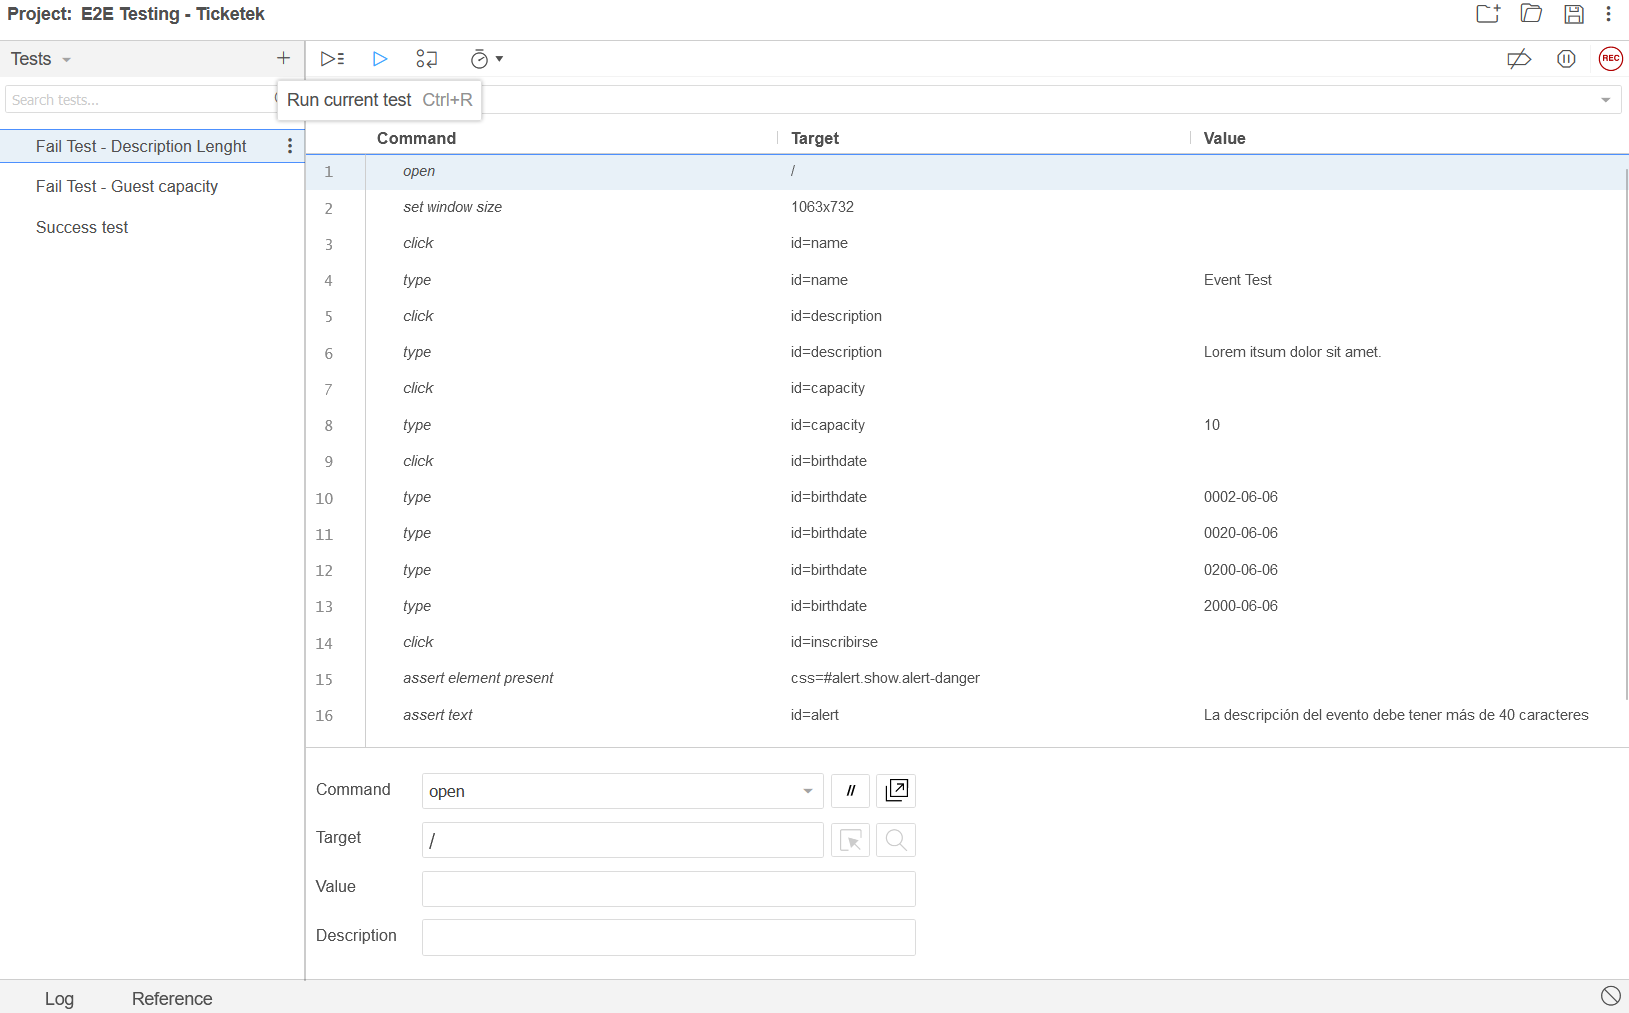 Project: E2E Testing - Ticketek
Tests
REC
Search tests...
Run current test Ctrl+R
Command Target Value
Fail Test - Description Lenght
Fail Test - Guest capacity
Success test
1 open /
2 set window size 1063x732
3 click id=name
4 type id=name Event Test
5 click id=description
6 type id=description Lorem itsum dolor sit amet.
7 click id=capacity
8 type id=capacity 10
9 click id=birthdate
10 type id=birthdate 0002-06-06
11 type id=birthdate 0020-06-06
12 type id=birthdate 0200-06-06
13 type id=birthdate 2000-06-06
14 click id=inscribirse
15 assert element present css=#alert.show.alert-danger
16 assert text id=alert La descripción del evento debe tener más de 40 caracteres
Command open //
Target /
Value
Description
Log Reference